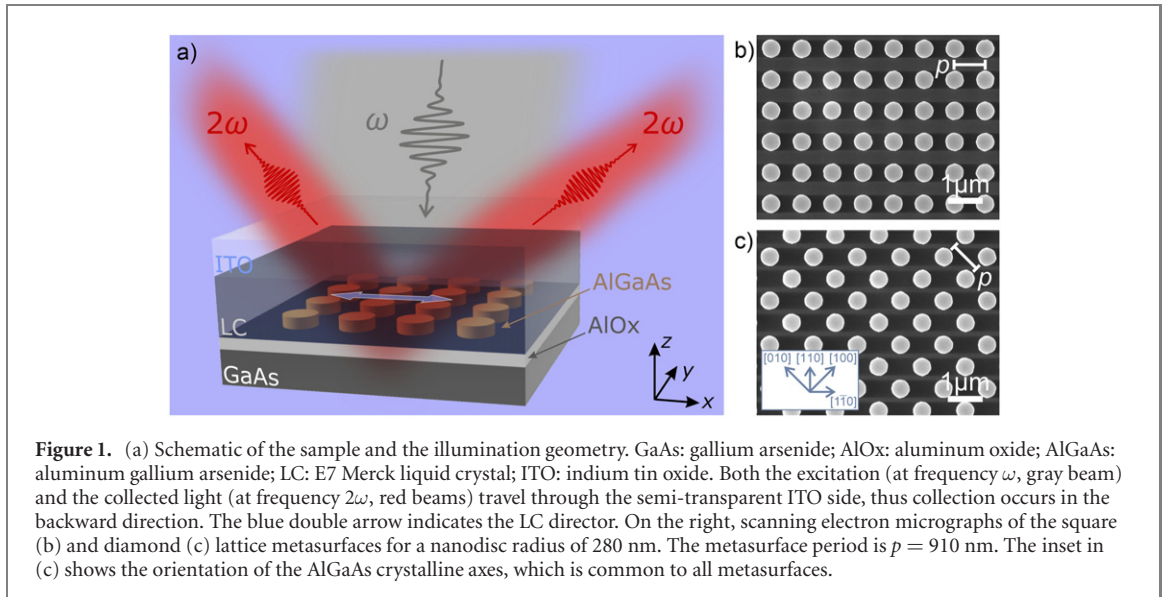 a)
2ω
ω
2ω
ITO
LC
GaAs
AlGaAs
AlOx
z
y
x
b)
p
1μm
c)
p
[010] [110] [100]
[11̄0]
1μm
Figure 1. (a) Schematic of the sample and the illumination geometry. GaAs: gallium arsenide; AlOx: aluminum oxide; AlGaAs:
aluminum gallium arsenide; LC: E7 Merck liquid crystal; ITO: indium tin oxide. Both the excitation (at frequency ω, gray beam)
and the collected light (at frequency 2ω, red beams) travel through the semi-transparent ITO side, thus collection occurs in the
backward direction. The blue double arrow indicates the LC director. On the right, scanning electron micrographs of the square
(b) and diamond (c) lattice metasurfaces for a nanodisc radius of 280 nm. The metasurface period is p = 910 nm. The inset in
(c) shows the orientation of the AlGaAs crystalline axes, which is common to all metasurfaces.